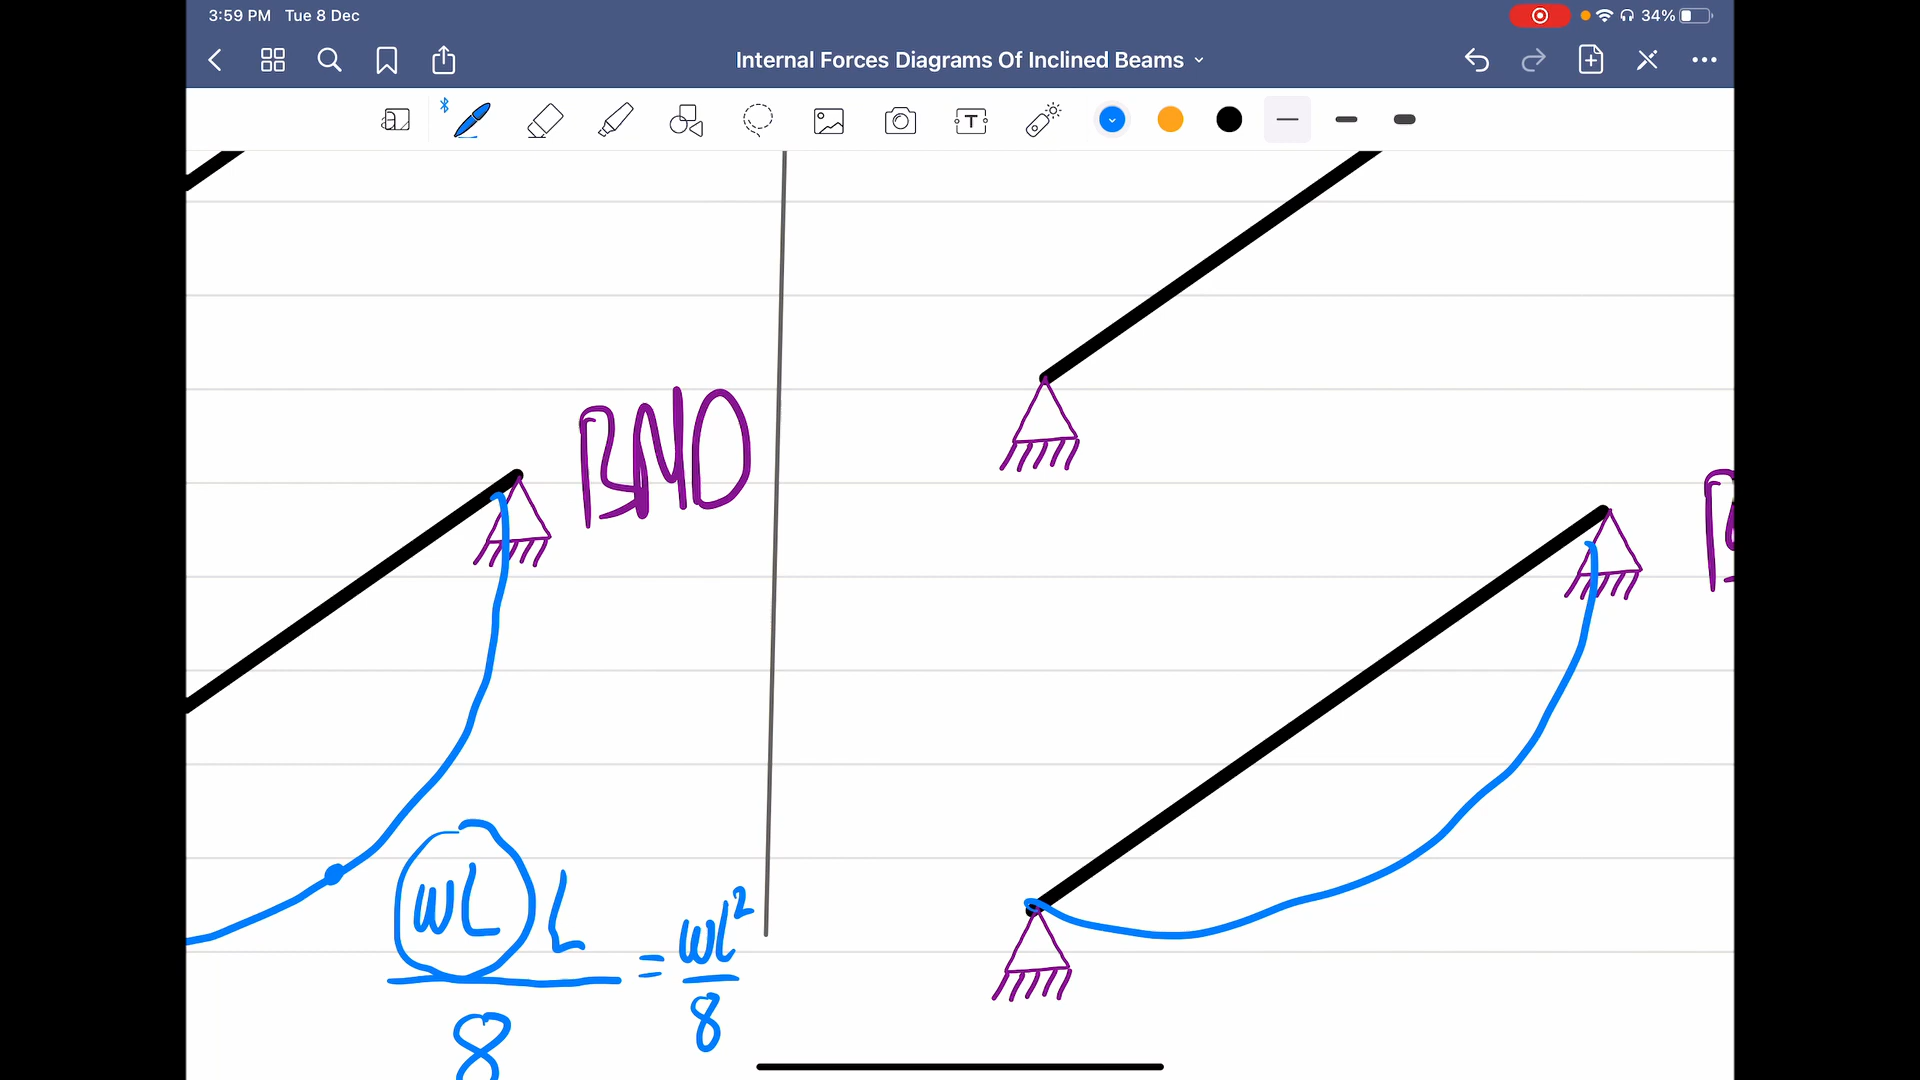 3:59 PM Tue 8 Dec
34%
Internal Forces Diagrams Of Inclined Beams
T
BMD
wL L
= wL²
8
8